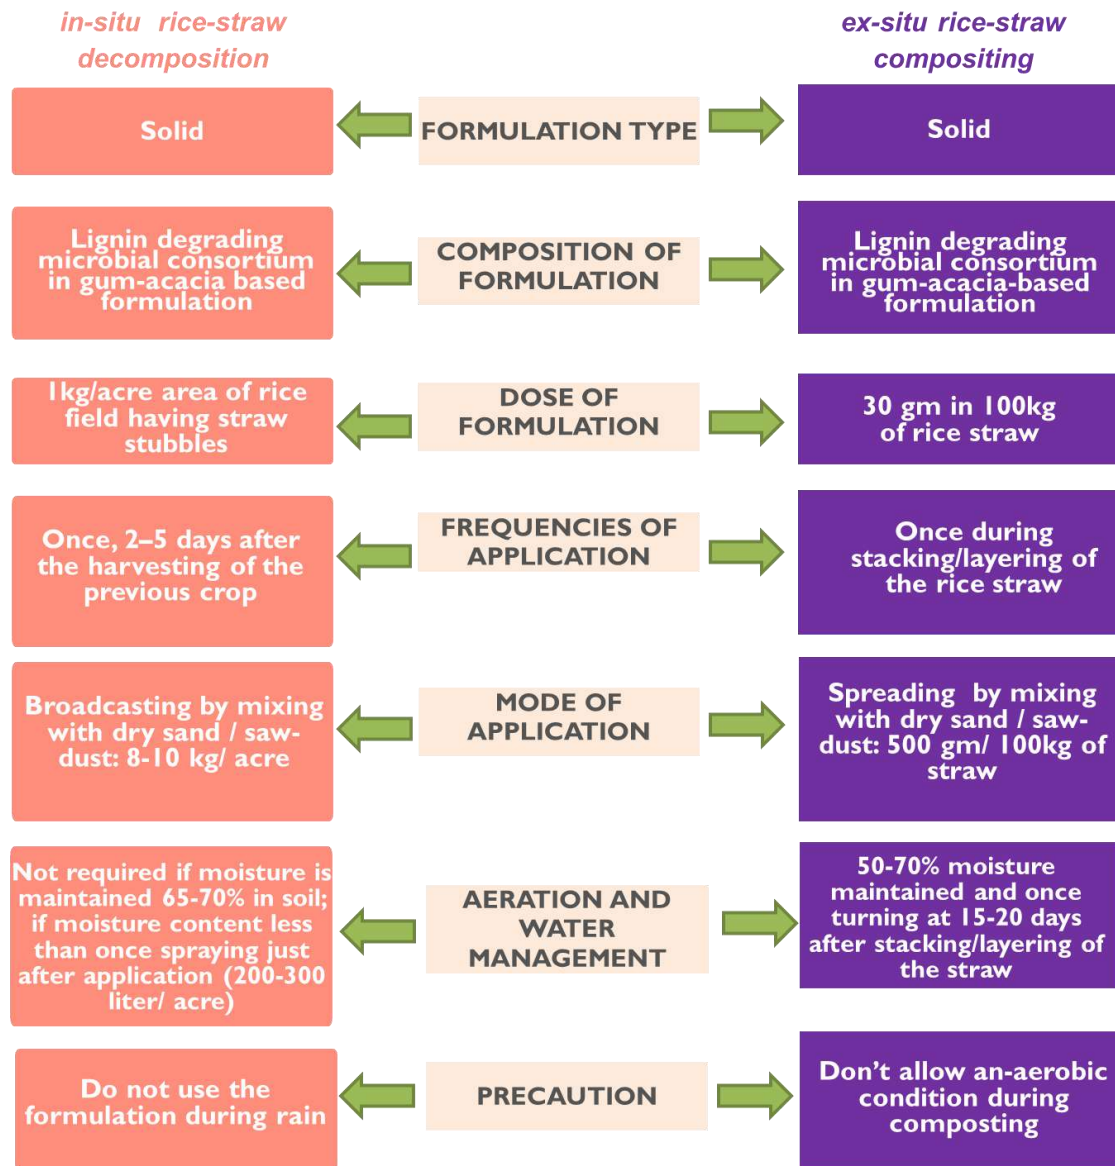 in-situ rice-straw
decomposition
ex-situ rice-straw
compositing
Solid
FORMULATION TYPE
Solid
Lignin degrading
microbial consortium
in gum-acacia based
formulation
COMPOSITION OF
FORMULATION
Lignin degrading
microbial consortium
in gum-acacia-based
formulation
1kg/acre area of rice
field having straw
stubbles
DOSE OF
FORMULATION
30 gm in 100kg
of rice straw
Once, 2–5 days after
the harvesting of the
previous crop
FREQUENCIES OF
APPLICATION
Once during
stacking/layering of
the rice straw
Broadcasting by mixing
with dry sand / saw-
dust: 8-10 kg/ acre
MODE OF
APPLICATION
Spreading by mixing
with dry sand / saw-
dust: 500 gm/ 100kg of
straw
Not required if moisture is
maintained 65-70% in soil;
if moisture content less
than once spraying just
after application (200-300
liter/ acre)
AERATION AND
WATER
MANAGEMENT
50-70% moisture
maintained and once
turning at 15-20 days
after stacking/layering of
the straw
Do not use the
formulation during rain
PRECAUTION
Don’t allow an-aerobic
condition during
composting